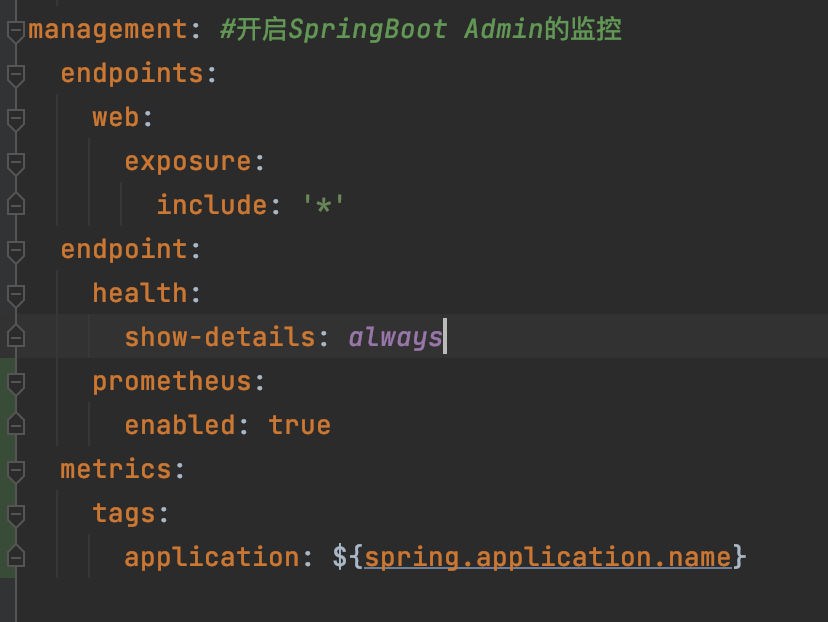 management: #开启SpringBoot Admin的监控
  endpoints:
    web:
      exposure:
        include: '*'
  endpoint:
    health:
      show-details: always
    prometheus:
      enabled: true
  metrics:
    tags:
      application: ${spring.application.name}